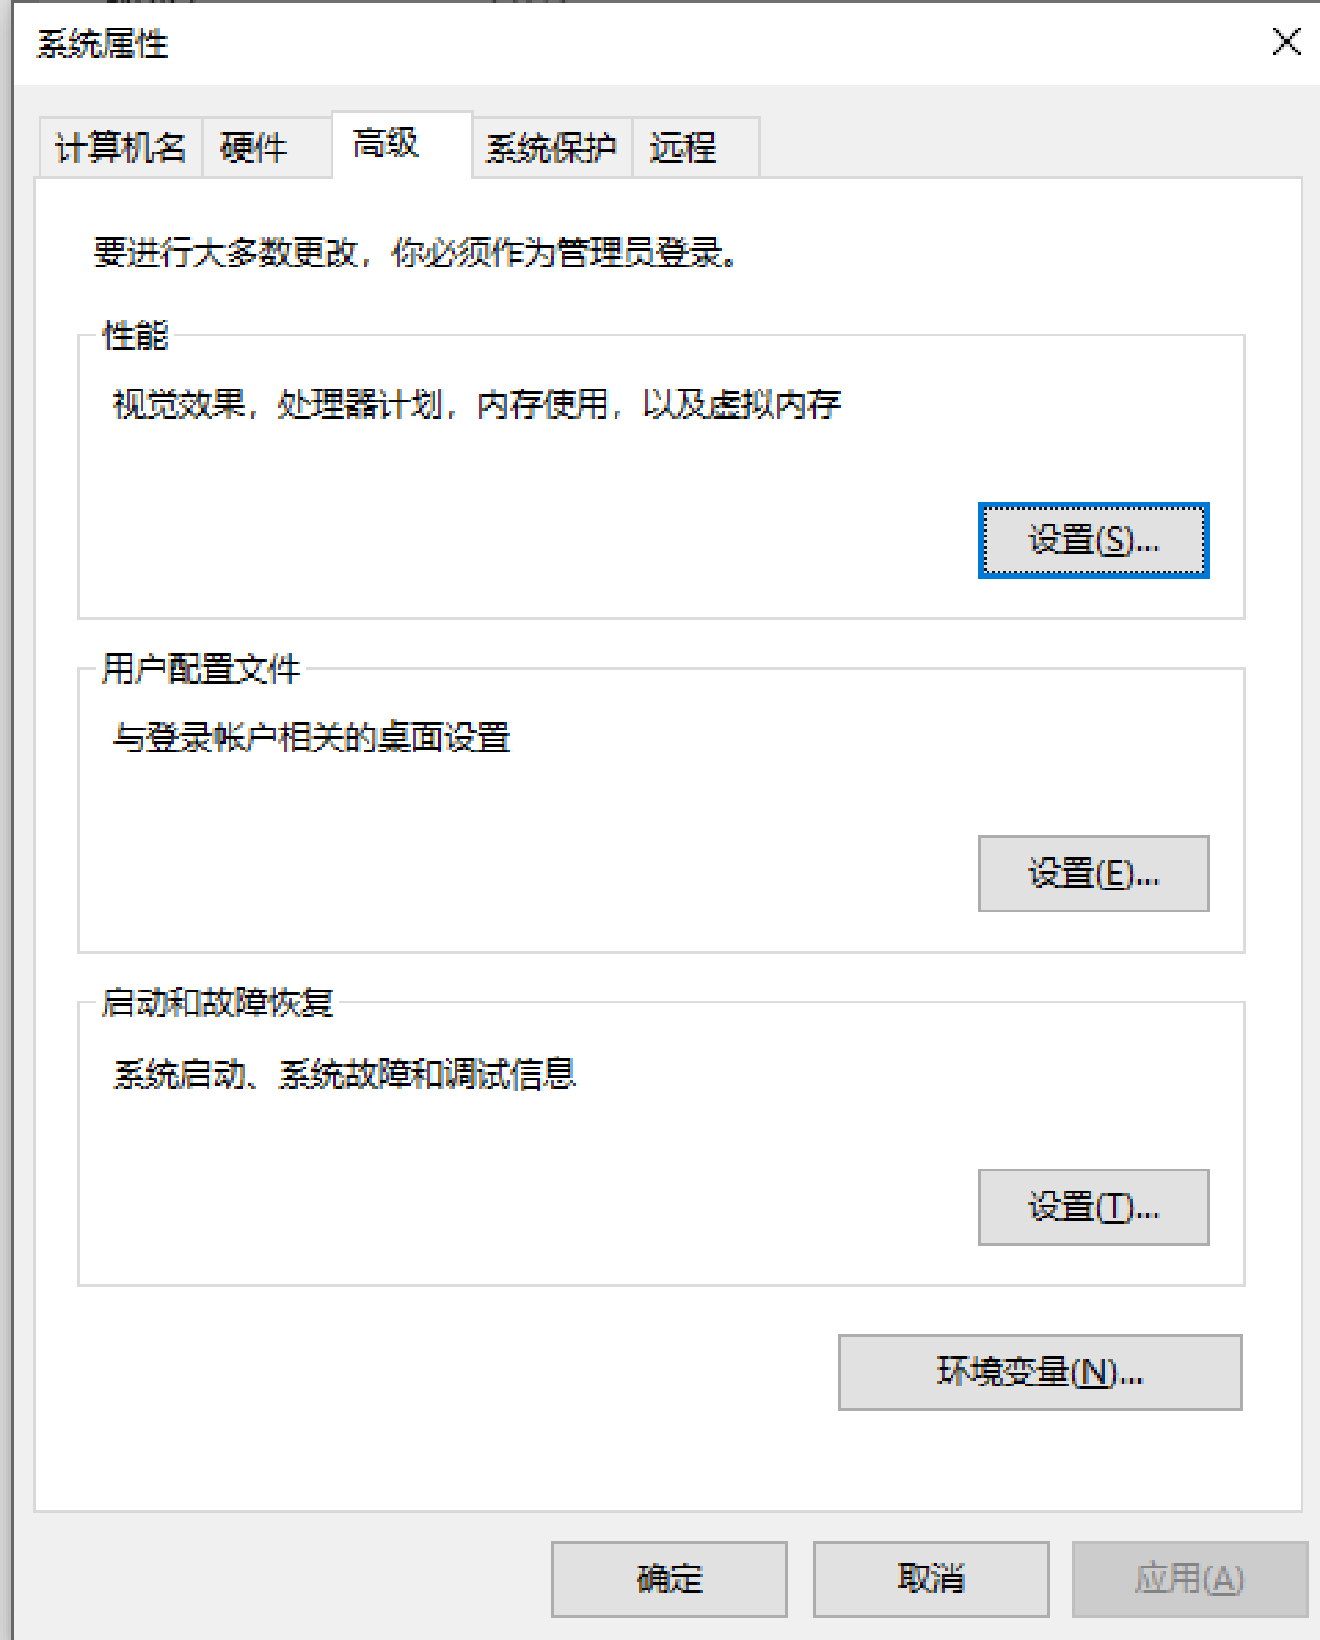 系统属性
计算机名 硬件 高级 系统保护 远程
要进行大多数更改，你必须作为管理员登录。
性能
视觉效果，处理器计划，内存使用，以及虚拟内存
设置(S)...
用户配置文件
与登录帐户相关的桌面设置
设置(E)...
启动和故障恢复
系统启动、系统故障和调试信息
设置(T)...
环境变量(N)...
确定 取消 应用(A)